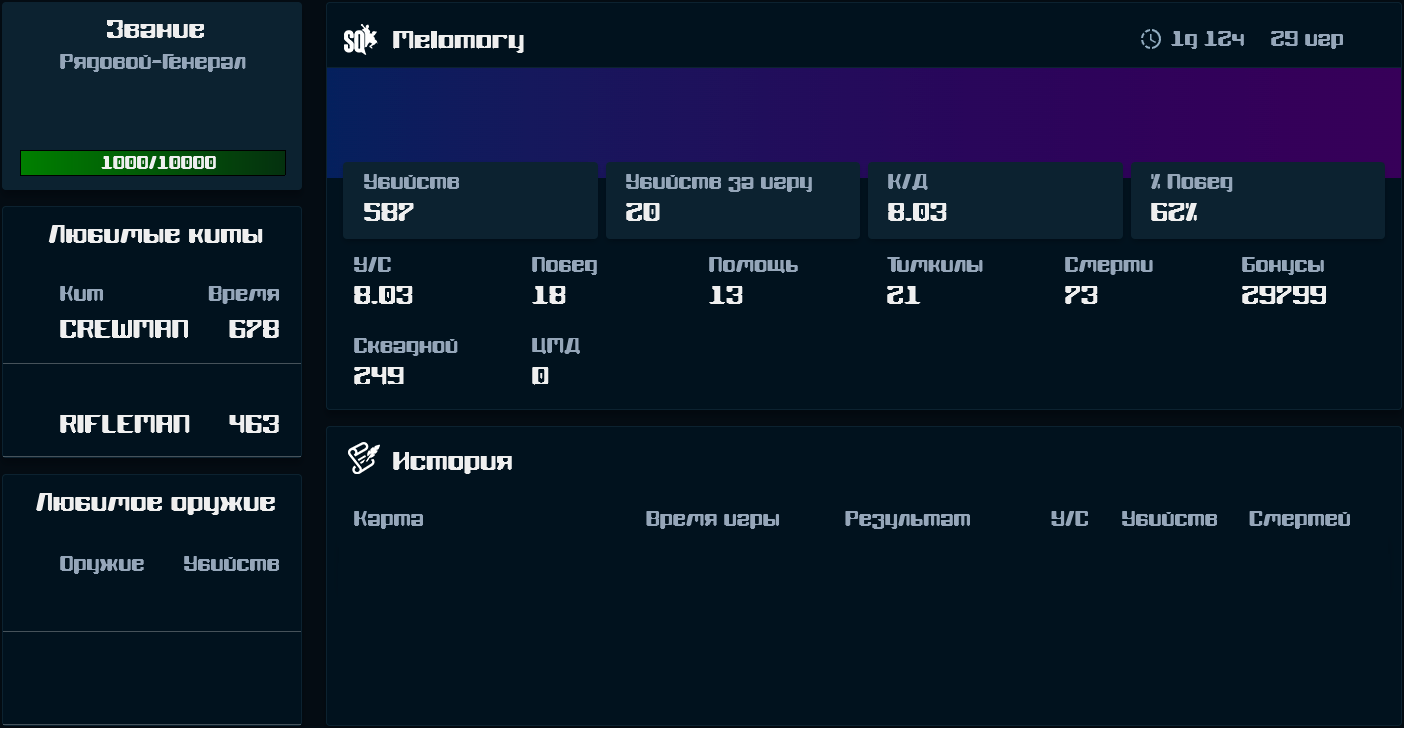 Звание
Рядовой-Генерал
1000/10000
Любимые киты
Кит Время
CREWMAN 678
RIFLEMAN 463
Любимое оружие
Оружие Убийств
SQ Melomory 1д 12ч 29 игр
Убийств Убийств за игру К/Д % Побед
587 20 8.03 62%
У/С Побед Помощь Тимкилы Смерти Бонусы
8.03 18 13 21 73 29799
Сквадной ЦМД
249 0
История
Карта Время игры Результат У/С Убийств Смертей